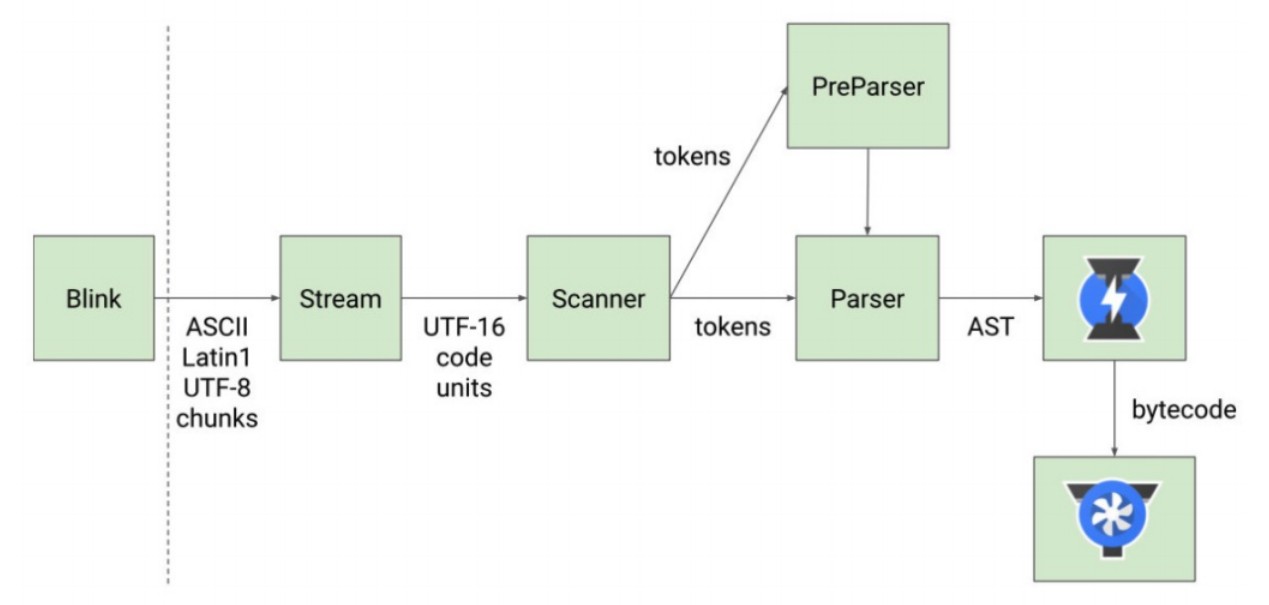 PreParser
tokens
Blink
Stream
Scanner
Parser
ASCII
Latin1
UTF-8
chunks
UTF-16
code
units
tokens
AST
bytecode